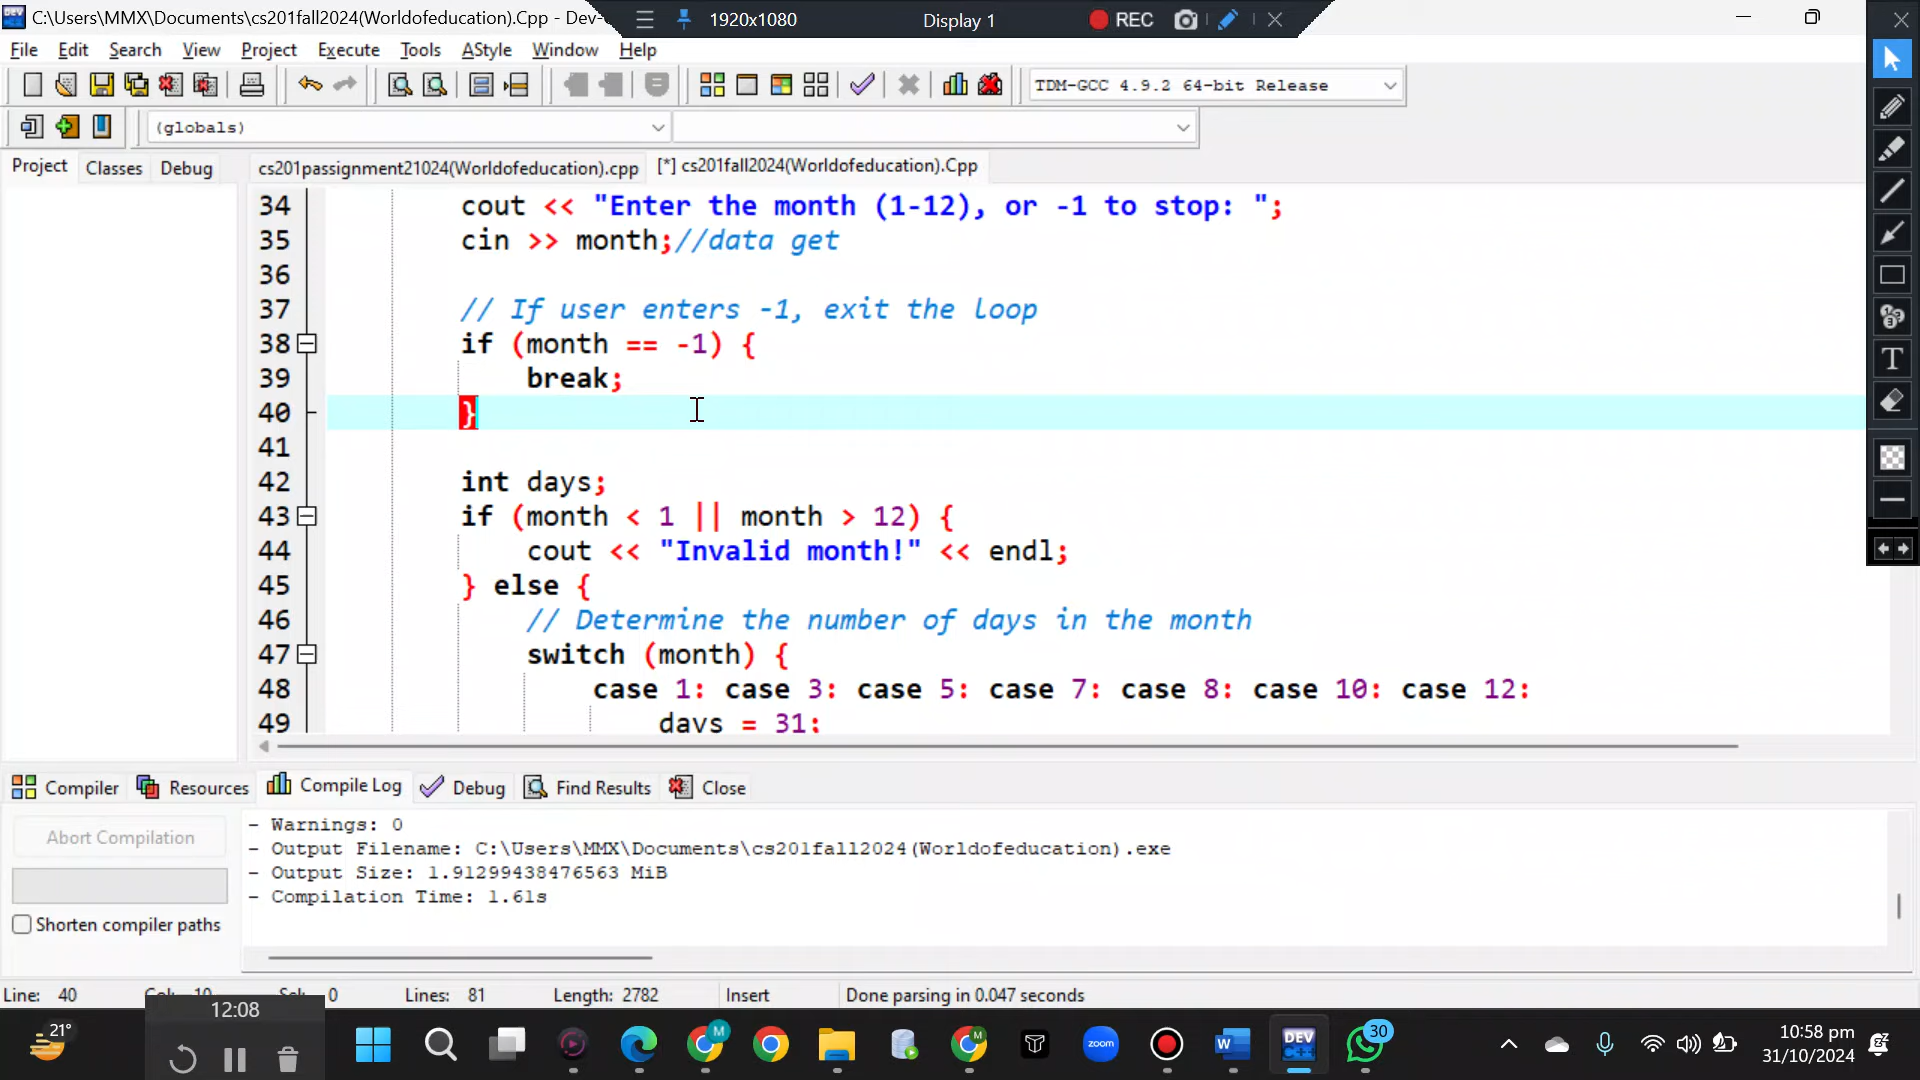 C:\Users\MMX\Documents\cs201fall2024(Worldofeducation).Cpp - Dev-
1920x1080
Display 1
REC
File Edit Search View Project Execute Tools AStyle Window Help
TDM-GCC 4.9.2 64-bit Release
(globals)
Project Classes Debug
cs201passignment21024(Worldofeducation).cpp [*] cs201fall2024(Worldofeducation).Cpp
34 cout << "Enter the month (1-12), or -1 to stop: ";
35 cin >> month;//data get
36
37 // If user enters -1, exit the loop
38 if (month == -1) {
39 break;
40 }
41
42 int days;
43 if (month < 1 || month > 12) {
44 cout << "Invalid month!" << endl;
45 } else {
46 // Determine the number of days in the month
47 switch (month) {
48 case 1: case 3: case 5: case 7: case 8: case 10: case 12:
49 days = 31;
Compiler Resources Compile Log Debug Find Results Close
Abort Compilation
Shorten compiler paths
- Warnings: 0
- Output Filename: C:\Users\MMX\Documents\cs201fall2024(Worldofeducation).exe
- Output Size: 1.91299438476563 MiB
- Compilation Time: 1.61s
Line: 40 0 Lines: 81 Length: 2782 Insert Done parsing in 0.047 seconds
12:08
21°
M
M
zoom
W
DEV C++
30
10:58 pm
31/10/2024